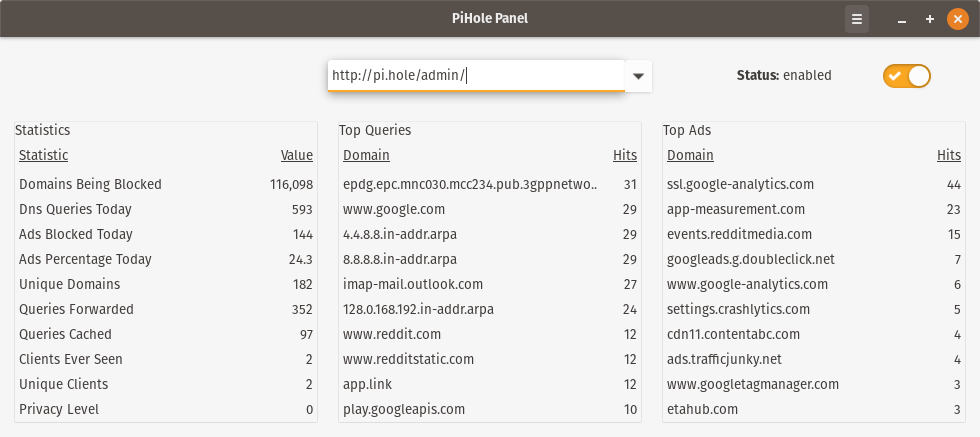 PiHole Panel
http://pi.hole/admin/
Status: enabled
Statistics
Statistic Value
Domains Being Blocked 116,098
Dns Queries Today 593
Ads Blocked Today 144
Ads Percentage Today 24.3
Unique Domains 182
Queries Forwarded 352
Queries Cached 97
Clients Ever Seen 2
Unique Clients 2
Privacy Level 0
Top Queries
Domain Hits
epdg.epc.mnc030.mcc234.pub.3gppnetwo.. 31
www.google.com 29
4.4.8.8.in-addr.arpa 29
8.8.8.8.in-addr.arpa 29
imap-mail.outlook.com 27
128.0.168.192.in-addr.arpa 24
www.reddit.com 12
www.redditstatic.com 12
app.link 12
play.googleapis.com 10
Top Ads
Domain Hits
ssl.google-analytics.com 44
app-measurement.com 23
events.redditmedia.com 15
googleads.g.doubleclick.net 7
www.google-analytics.com 6
settings.crashlytics.com 5
cdn11.contentabc.com 4
ads.trafficjunky.net 4
www.googletagmanager.com 3
etahub.com 3